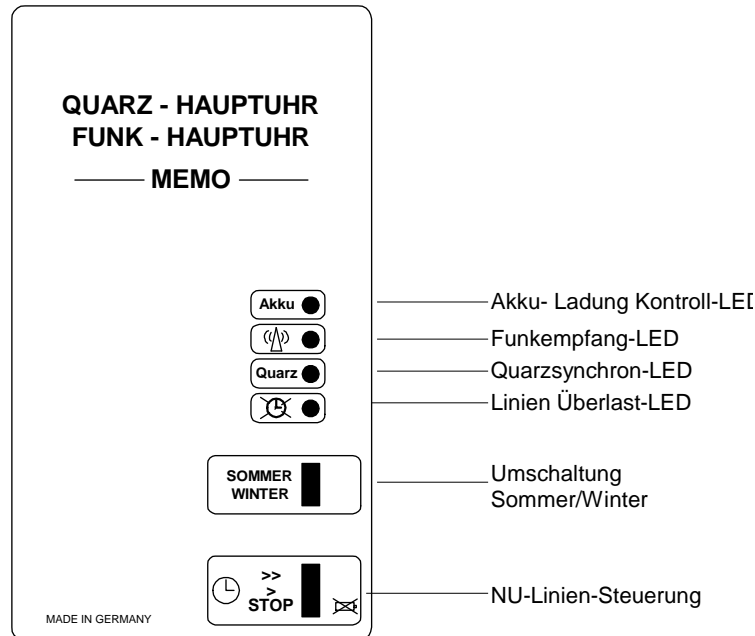 QUARZ - HAUPTUHR
FUNK - HAUPTUHR
MEMO
Akku
Akku- Ladung Kontroll-LED
Funkempfang-LED
Quarz
Quarzsynchron-LED
Linien Überlast-LED
SOMMER
WINTER
Umschaltung
Sommer/Winter
>>
>
STOP
NU-Linien-Steuerung
MADE IN GERMANY